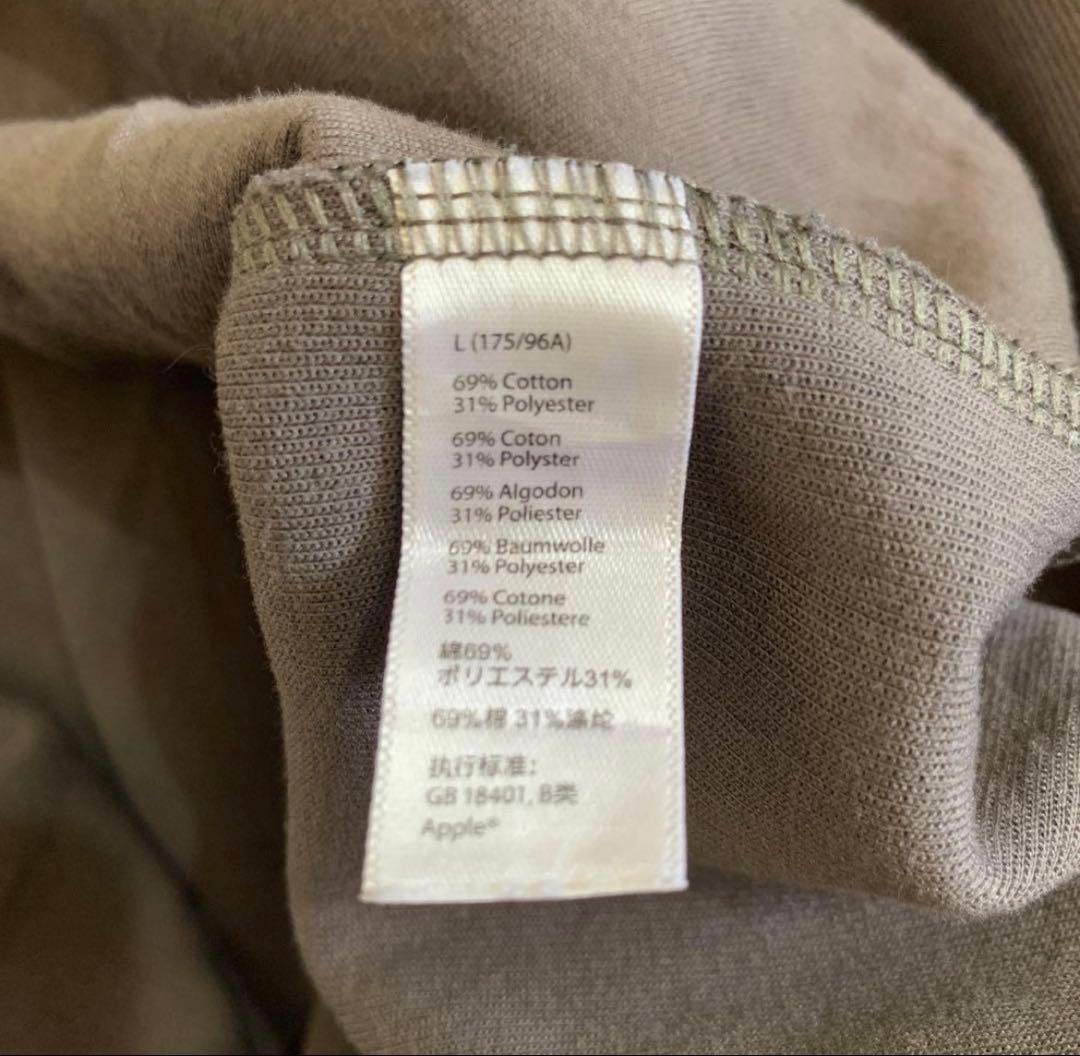 L (175/96A)
69% Cotton
31% Polyester
69% Coton
31% Polyster
69% Algodon
31% Poliester
69% Baumwolle
31% Polyester
69% Cotone
31% Poliestere
綿69%
ポリエステル31%
69%棉 31%涤纶
执行标准:
GB 18401, B类
Apple®